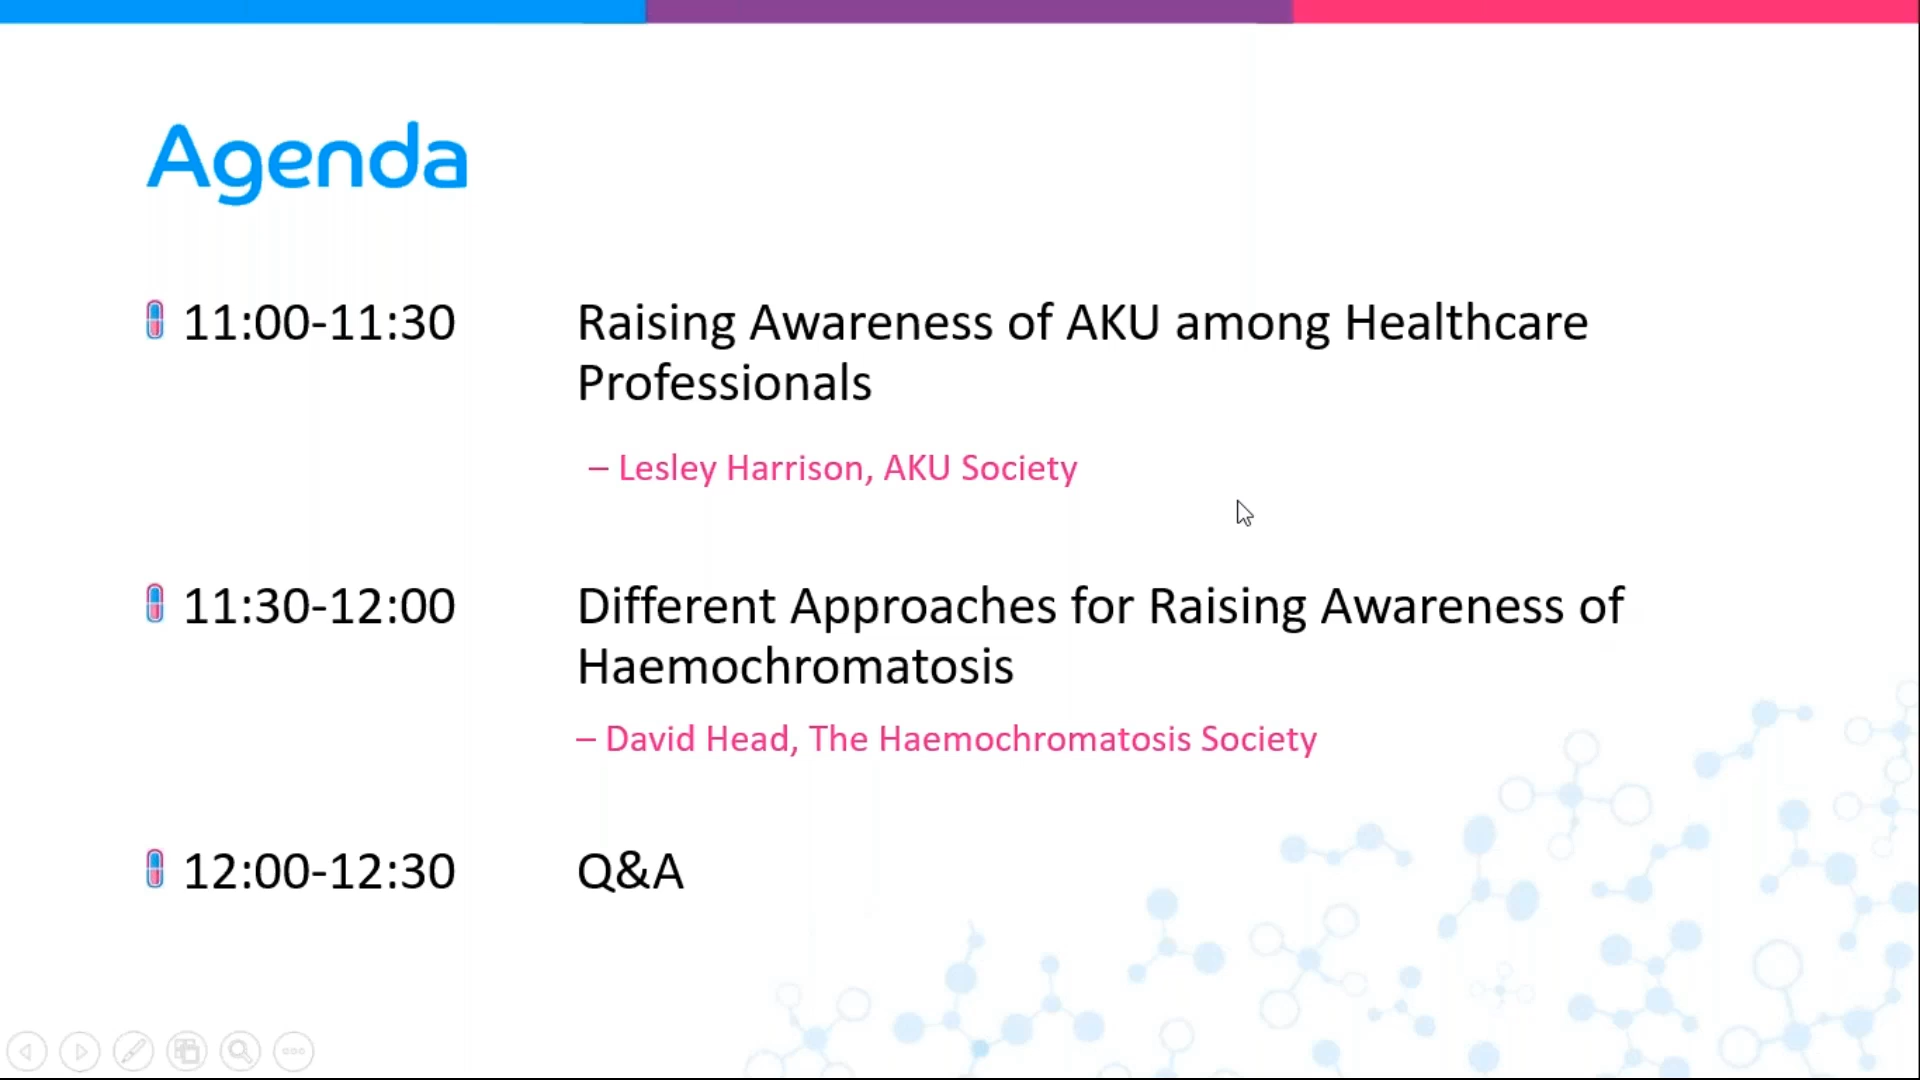 Agenda
11:00-11:30
Raising Awareness of AKU among Healthcare
Professionals
– Lesley Harrison, AKU Society
11:30-12:00
Different Approaches for Raising Awareness of
Haemochromatosis
– David Head, The Haemochromatosis Society
12:00-12:30
Q&A